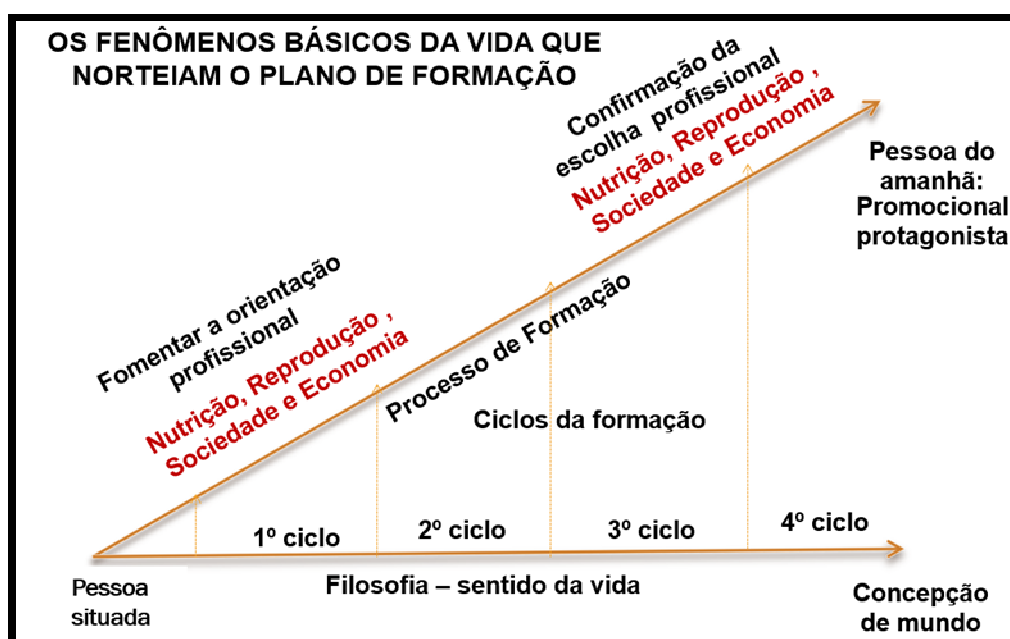 OS FENÔMENOS BÁSICOS DA VIDA QUE
NORTEIAM O PLANO DE FORMAÇÃO
Confirmação da
escolha profissional
Nutrição, Reprodução ,
Sociedade e Economia
Pessoa do
amanhã:
Promocional
protagonista
Fomentar a orientação
profissional
Nutrição, Reprodução ,
Sociedade e Economia
Processo de Formação
Ciclos da formação
1º ciclo
2º ciclo
3º ciclo
4º ciclo
Pessoa
situada
Filosofia – sentido da vida
Concepção
de mundo